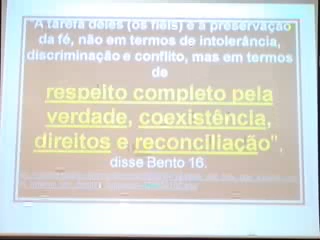 "A tarefa deles (os fiéis) é a preservação
da fé, não em termos de intolerância,
discriminação e conflito, mas em termos
de
respeito completo pela
verdade, coexistência,
direitos e reconciliação",
disse Bento 16.